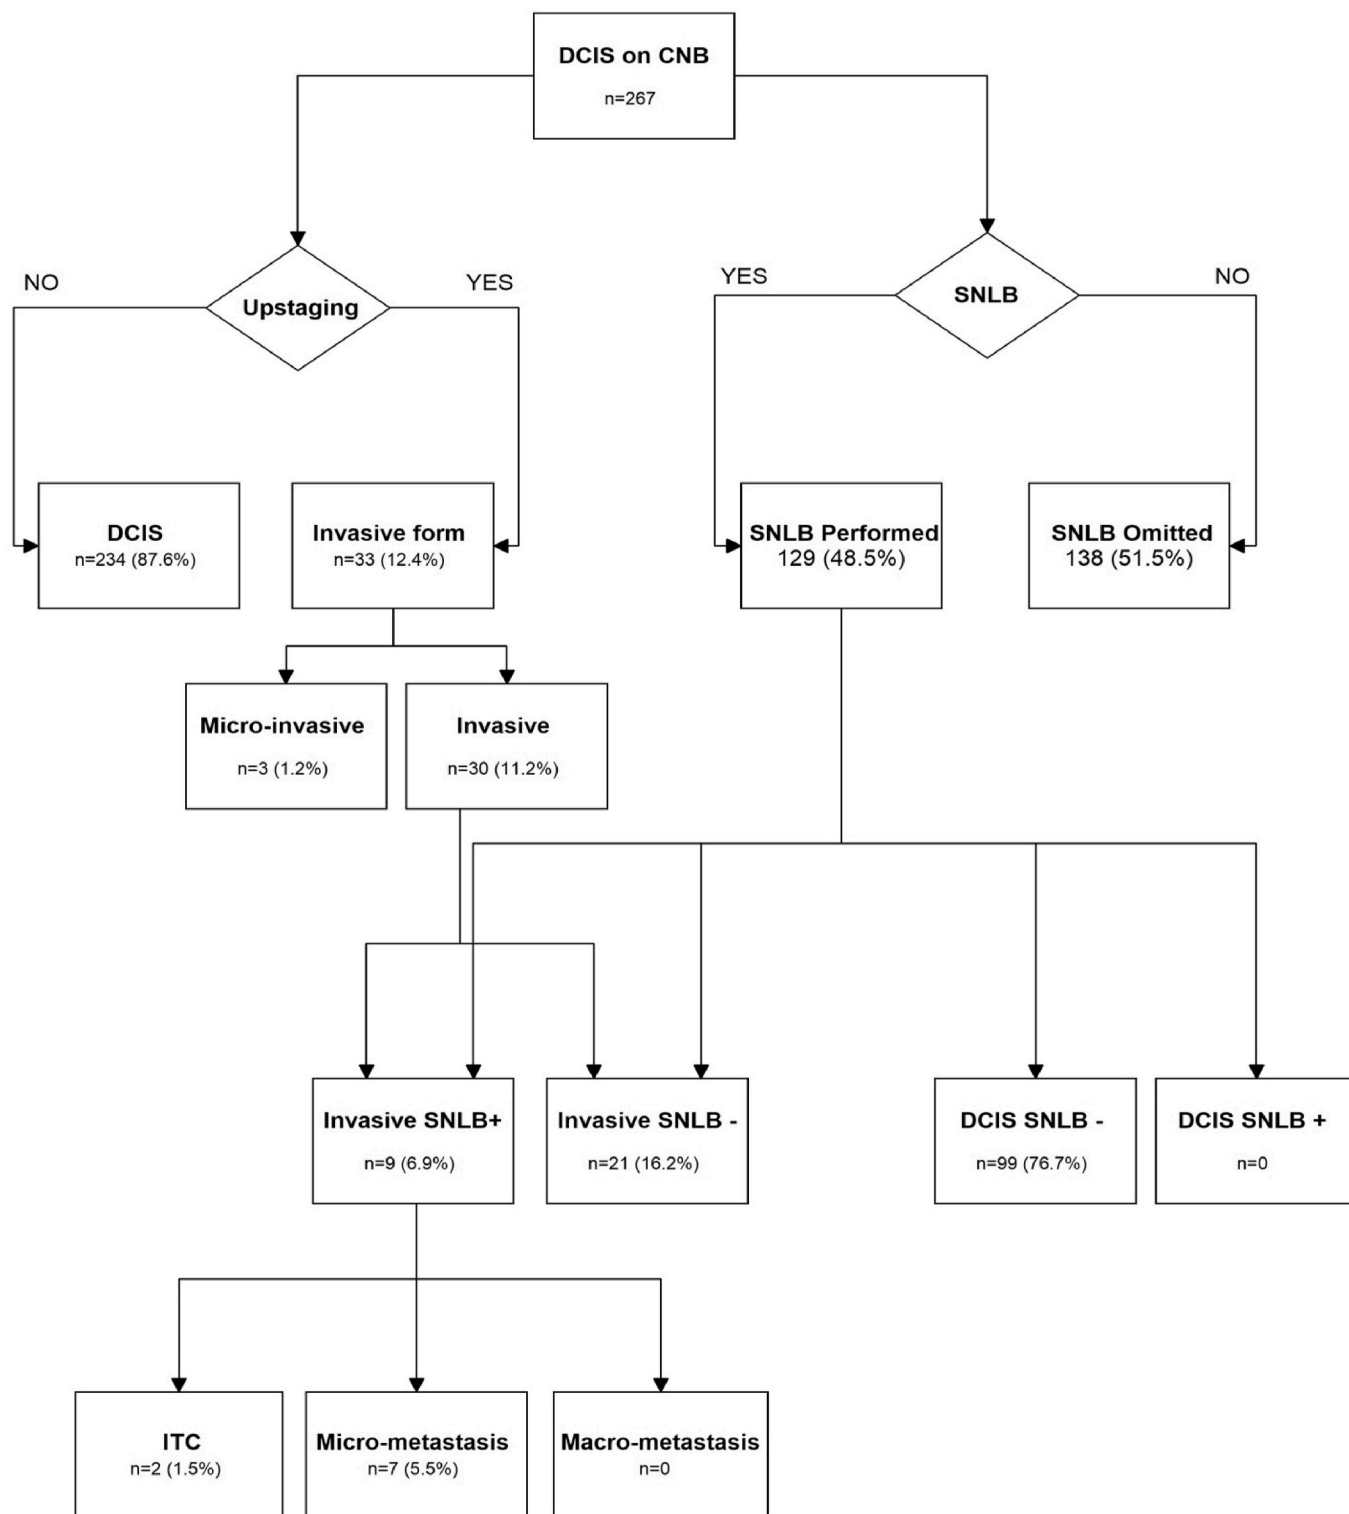 DCIS on CNB
n=267
NO
YES
Upstaging
YES
NO
SNLB
DCIS
n=234 (87.6%)
Invasive form
n=33 (12.4%)
SNLB Performed
129 (48.5%)
SNLB Omitted
138 (51.5%)
Micro-invasive
n=3 (1.2%)
Invasive
n=30 (11.2%)
Invasive SNLB+
n=9 (6.9%)
Invasive SNLB -
n=21 (16.2%)
DCIS SNLB -
n=99 (76.7%)
DCIS SNLB +
n=0
ITC
n=2 (1.5%)
Micro-metastasis
n=7 (5.5%)
Macro-metastasis
n=0